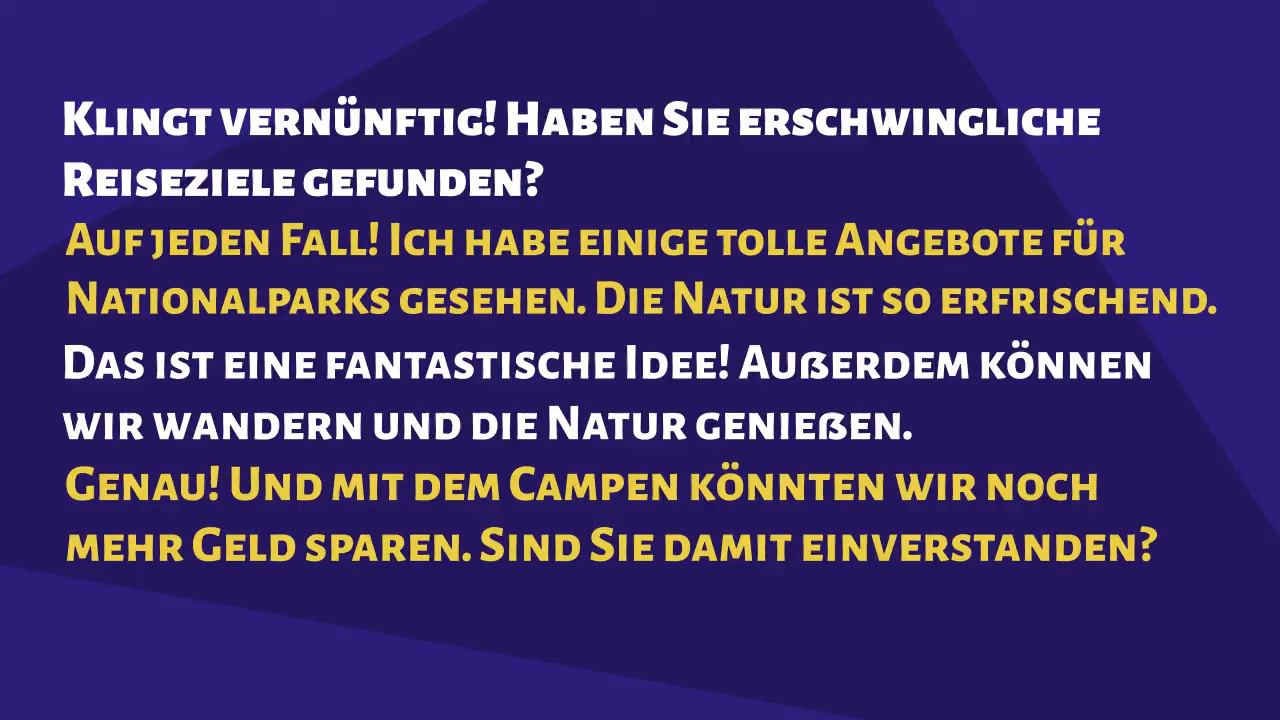 Klingt vernünftig! Haben Sie erschwingliche
Reiseziele gefunden?
Auf jeden Fall! Ich habe einige tolle Angebote für
Nationalparks gesehen. Die Natur ist so erfrischend.
Das ist eine fantastische Idee! Außerdem können
wir wandern und die Natur genießen.
Genau! Und mit dem Campen könnten wir noch
mehr Geld sparen. Sind Sie damit einverstanden?